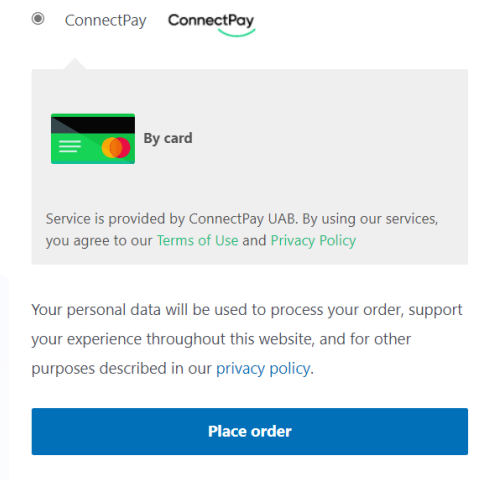 ConnectPay ConnectPay
By card
Service is provided by ConnectPay UAB. By using our services,
you agree to our Terms of Use and Privacy Policy
Your personal data will be used to process your order, support
your experience throughout this website, and for other
purposes described in our privacy policy.
Place order